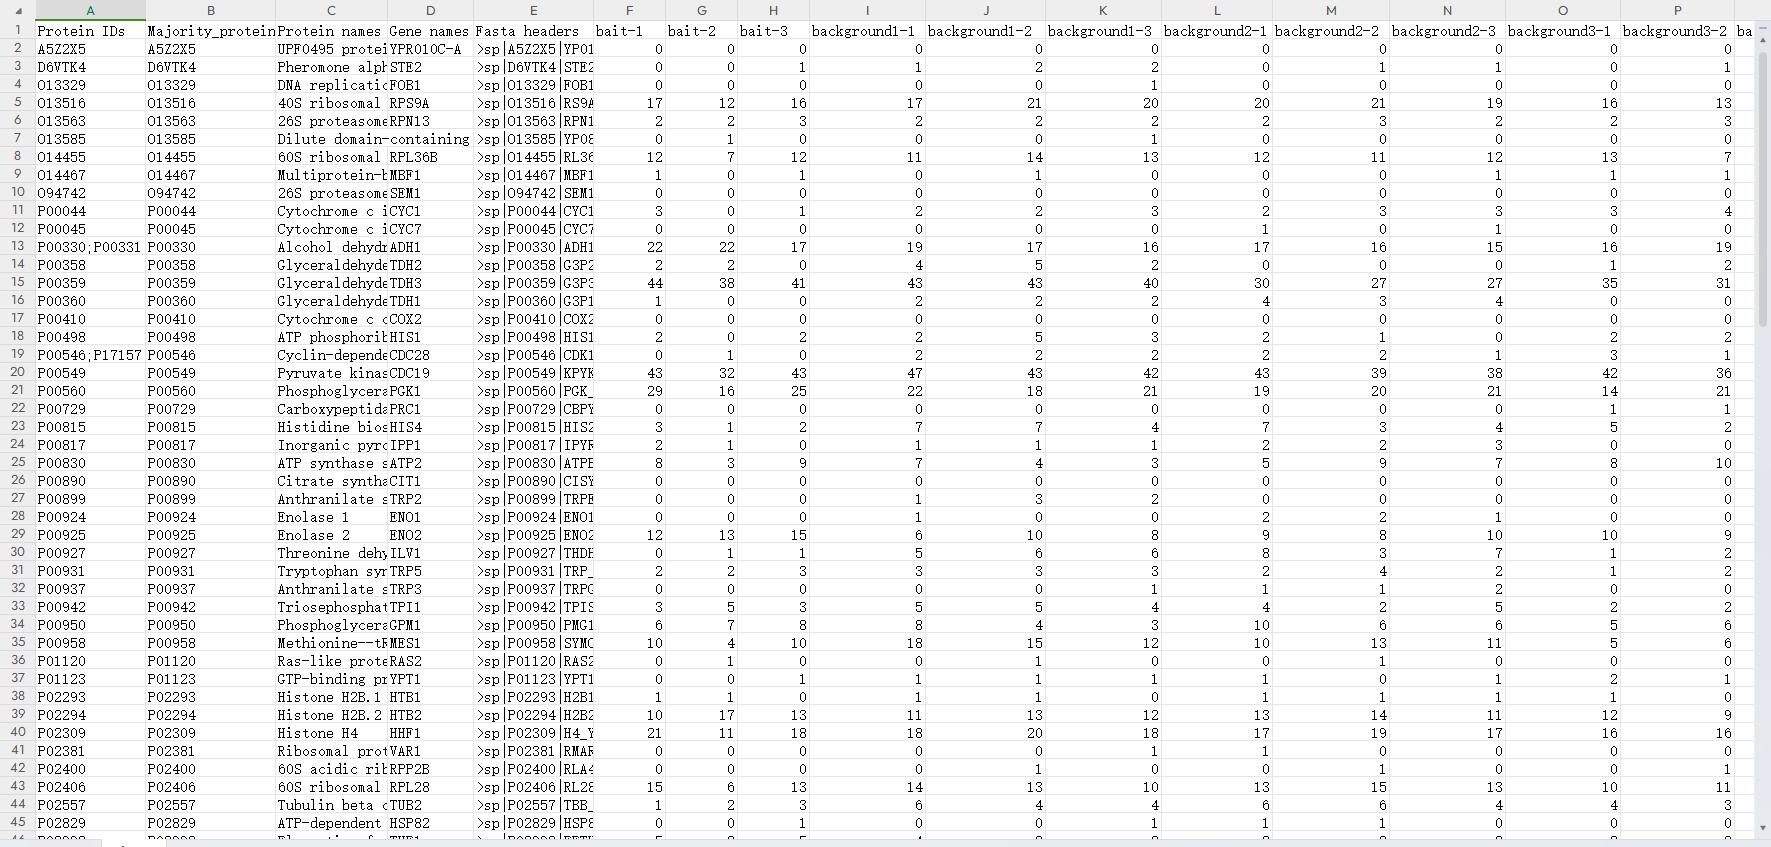 A B C D E F G H I J K L M N O P
1 Protein IDs Majority_protein Protein names Gene names Fasta headers bait-1 bait-2 bait-3 background1-1 background1-2 background1-3 background2-1 background2-2 background2-3 background3-1 background3-2 ba
2 A5Z2X5 A5Z2X5 UPF0495 protei YPR010C-A >sp|A5Z2X5|YP01 0 0 0 0 0 0 0 0 0 0 0
3 D6VTK4 D6VTK4 Pheromone alph STE2 >sp|D6VTK4|STE2 0 0 1 1 2 2 0 1 1 0 1
4 O13329 O13329 DNA replicatic FOB1 >sp|O13329|FOB1 0 0 0 0 0 1 0 0 0 0 0
5 O13516 O13516 40S ribosomal RPS9A >sp|O13516|RS9A 17 12 16 17 21 20 20 21 19 16 13
6 O13563 O13563 26S proteasome RPN13 >sp|O13563|RPN1 2 2 3 2 2 2 2 3 2 2 3
7 O13585 O13585 Dilute domain-containing >sp|O13585|YP08 0 1 0 0 0 1 0 0 0 0 0
8 O14455 O14455 60S ribosomal RPL36B >sp|O14455|RL36 12 7 12 11 14 13 12 11 12 13 7
9 O14467 O14467 Multiprotein-b MBF1 >sp|O14467|MBF1 1 0 1 0 1 0 0 0 1 1 1
10 O94742 O94742 26S proteasome SEM1 >sp|O94742|SEM1 0 0 0 0 0 0 0 0 0 0 0
11 P00044 P00044 Cytochrome c i CYC1 >sp|P00044|CYC1 3 0 1 2 2 3 2 3 3 3 4
12 P00045 P00045 Cytochrome c i CYC7 >sp|P00045|CYC7 0 0 0 0 0 0 1 0 1 0 0
13 P00330;P00331 P00330 Alcohol dehydr ADH1 >sp|P00330|ADH1 22 22 17 19 17 16 17 16 15 16 19
14 P00358 P00358 Glyceraldehyde TDH2 >sp|P00358|G3P2 2 2 0 4 5 2 0 0 0 1 2
15 P00359 P00359 Glyceraldehyde TDH3 >sp|P00359|G3P3 44 38 41 43 43 40 30 27 27 35 31
16 P00360 P00360 Glyceraldehyde TDH1 >sp|P00360|G3P1 1 0 0 2 2 2 4 3 4 0 0
17 P00410 P00410 Cytochrome c c COX2 >sp|P00410|COX2 0 0 0 0 0 0 0 0 0 0 0
18 P00498 P00498 ATP phosphorib HIS1 >sp|P00498|HIS1 2 0 2 2 5 3 2 1 0 2 2
19 P00546;P17157 P00546 Cyclin-depende CDC28 >sp|P00546|CDK1 0 1 0 2 2 2 2 2 1 3 1
20 P00549 P00549 Pyruvate kinas CDC19 >sp|P00549|KPYK 43 32 43 47 43 42 43 39 38 42 36
21 P00560 P00560 Phosphoglycera PGK1 >sp|P00560|PGK_ 29 16 25 22 18 21 19 20 21 14 21
22 P00729 P00729 Carboxypeptida PRC1 >sp|P00729|CBPY 0 0 0 0 0 0 0 0 0 1 1
23 P00815 P00815 Histidine bios HIS4 >sp|P00815|HIS2 3 1 2 7 7 4 7 3 4 5 2
24 P00817 P00817 Inorganic pyro IPP1 >sp|P00817|IPYR 2 1 0 1 1 1 2 2 3 0 0
25 P00830 P00830 ATP synthase s ATP2 >sp|P00830|ATPB 8 3 9 7 4 3 5 9 7 8 10
26 P00890 P00890 Citrate syntha CIT1 >sp|P00890|CISY 0 0 0 0 0 0 0 0 0 0 0
27 P00899 P00899 Anthranilate s TRP2 >sp|P00899|TRPE 0 0 0 1 3 2 0 0 0 0 0
28 P00924 P00924 Enolase 1 ENO1 >sp|P00924|ENO1 0 0 0 1 0 0 2 2 1 0 0
29 P00925 P00925 Enolase 2 ENO2 >sp|P00925|ENO2 12 13 15 6 10 8 9 8 10 10 9
30 P00927 P00927 Threonine dehy ILV1 >sp|P00927|THDH 0 1 1 5 6 6 8 3 7 1 2
31 P00931 P00931 Tryptophan syn TRP5 >sp|P00931|TRP_ 2 2 3 3 3 3 2 4 2 1 2
32 P00937 P00937 Anthranilate s TRP3 >sp|P00937|TRPG 0 0 0 0 0 1 1 1 2 0 0
33 P00942 P00942 Triosephosphat TPI1 >sp|P00942|TPIS 3 5 3 5 5 4 4 2 5 2 2
34 P00950 P00950 Phosphoglycera GPM1 >sp|P00950|PMG1 6 7 8 8 4 3 10 6 6 5 6
35 P00958 P00958 Methionine--tR MES1 >sp|P00958|SYMC 10 4 10 18 15 12 10 13 11 5 6
36 P01120 P01120 Ras-like prote RAS2 >sp|P01120|RAS2 0 1 0 0 1 0 0 1 0 0 0
37 P01123 P01123 GTP-binding pr YPT1 >sp|P01123|YPT1 0 0 1 1 1 1 1 0 1 2 1
38 P02293 P02293 Histone H2B.1 HTB1 >sp|P02293|H2B1 1 1 0 1 1 0 1 1 1 1 0
39 P02294 P02294 Histone H2B.2 HTB2 >sp|P02294|H2B2 10 17 13 11 13 12 13 14 11 12 9
40 P02309 P02309 Histone H4 HHF1 >sp|P02309|H4_Y 21 11 18 18 20 18 17 19 17 16 16
41 P02381 P02381 Ribosomal prot VAR1 >sp|P02381|RMAR 0 0 0 0 0 1 1 0 0 0 0
42 P02400 P02400 60S acidic rib RPP2B >sp|P02400|RLA4 0 0 0 0 1 0 0 1 0 0 1
43 P02406 P02406 60S ribosomal RPL28 >sp|P02406|RL28 15 6 13 14 13 10 13 15 13 10 11
44 P02557 P02557 Tubulin beta c TUB2 >sp|P02557|TBB_ 1 2 3 6 4 4 6 6 4 4 3
45 P02829 P02829 ATP-dependent HSP82 >sp|P02829|HSP8 0 0 1 0 0 1 1 1 0 0 0